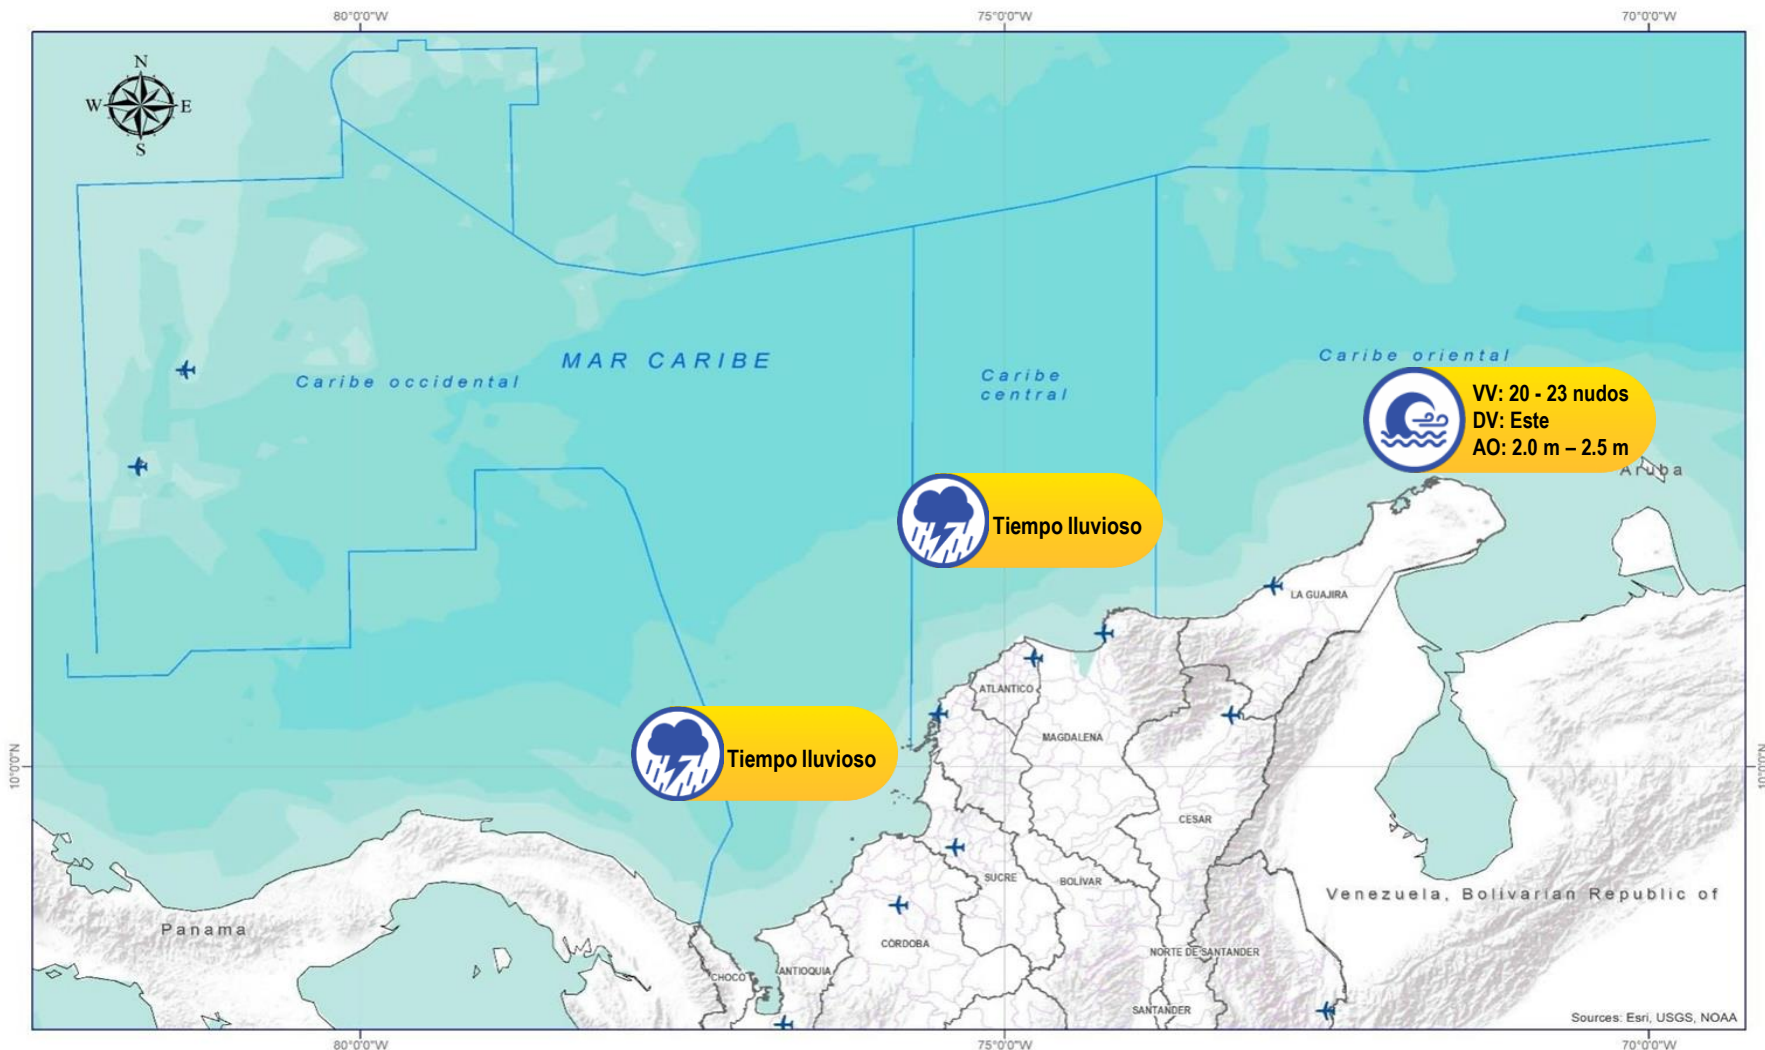 80°0'0"W
75°0'0"W
70°0'0"W
N
W
E
S
MAR CARIBE
Caribe occidental
Caribe
central
Caribe oriental
VV: 20 - 23 nudos
DV: Este
AO: 2.0 m – 2.5 m
Aruba
Tiempo lluvioso
LA GUAJIRA
ATLANTICO
MAGDALENA
Tiempo lluvioso
10°0'0"N
10°0'0"N
CESAR
SUCRE
BOLÍVAR
Venezuela, Bolivarian Republic of
Panama
CÓRDOBA
NORTE DE SANTANDER
CHOCO
ANTIOQUIA
SANTANDER
Sources: Esri, USGS, NOAA
80°0'0"W
75°0'0"W
70°0'0"W